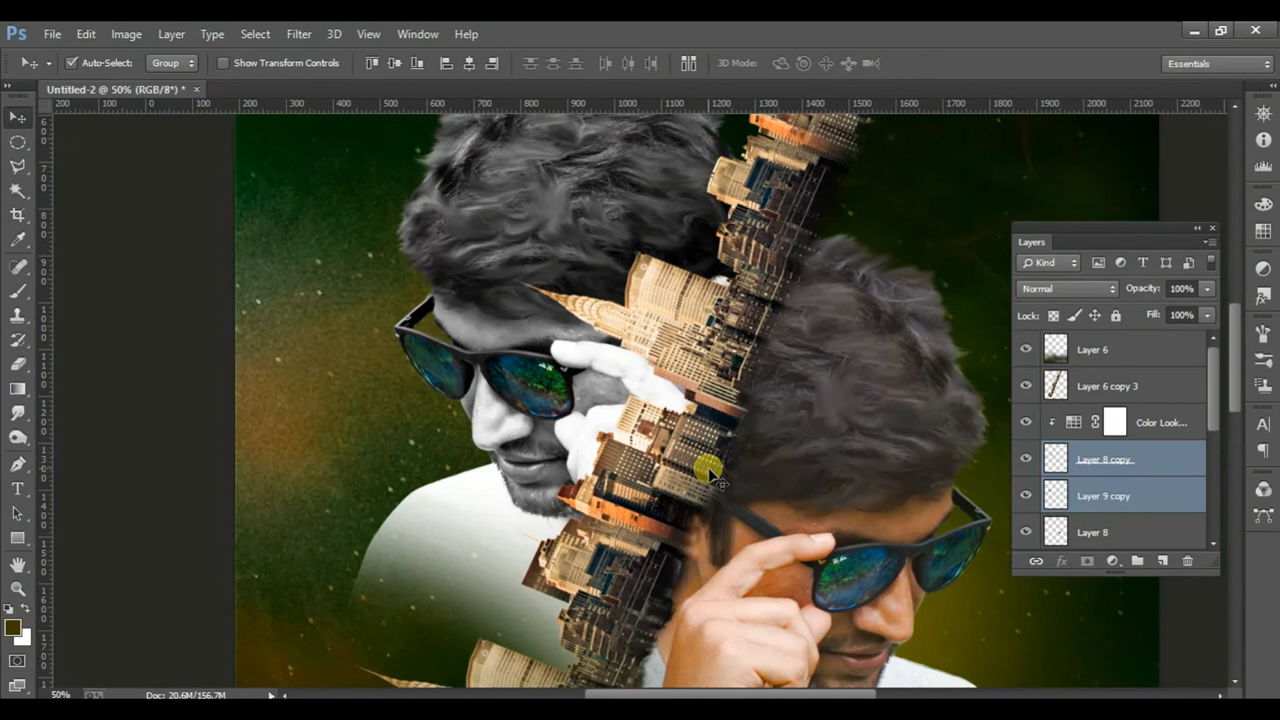 Ps File Edit Image Layer Type Select Filter 3D View Window Help
Auto-Select: Group Show Transform Controls 3D Mode: Essentials
Untitled-2 @ 50% (RGB/8*) * ×
200 100 0 100 200 300 400 500 600 700 800 900 1000 1100 1200 1300 1400 1500 1600 1700 1800 1900 2000 2100 2200
Layers
Kind
Normal Opacity: 100%
Lock: Fill: 100%
Layer 6
Layer 6 copy 3
Color Look...
Layer 8 copy
Layer 9 copy
Layer 8
50% Doc: 20.6M/156.7M